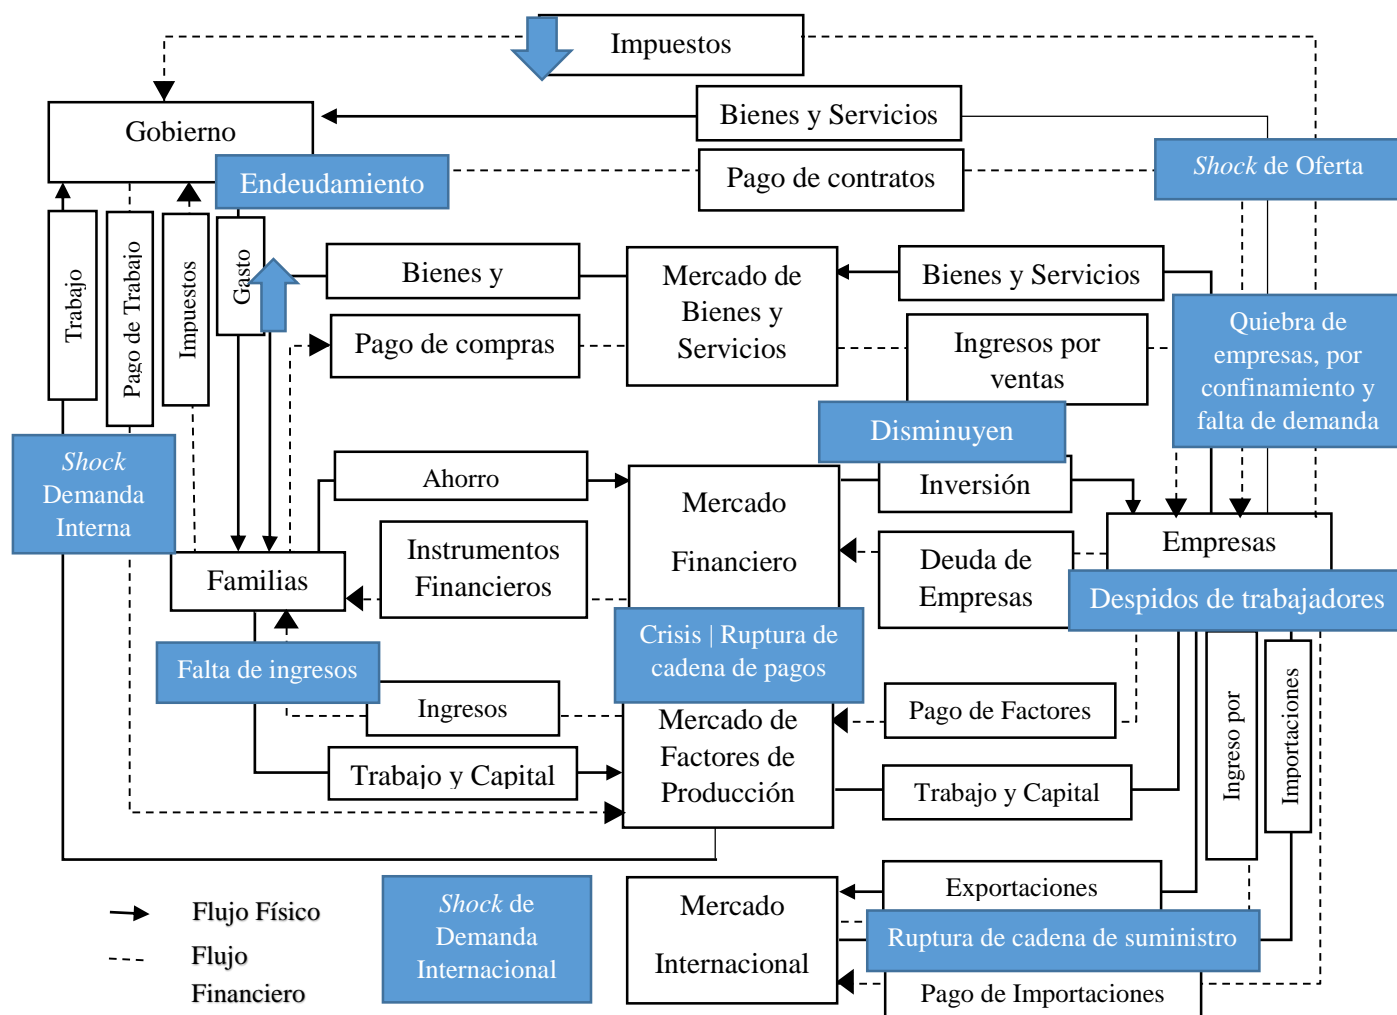 Impuestos
Gobierno
Bienes y Servicios
Endeudamiento
Pago de contratos
Shock de Oferta
Trabajo
Pago de Trabajo
Impuestos
Gasto
Bienes y
Mercado de
Bienes y
Servicios
Bienes y Servicios
Pago de compras
Ingresos por
ventas
Quiebra de
empresas, por
confinamiento y
falta de demanda
Disminuyen
Shock
Demanda
Interna
Ahorro
Mercado
Financiero
Inversión
Instrumentos
Financieros
Deuda de
Empresas
Empresas
Familias
Despidos de trabajadores
Crisis | Ruptura de
cadena de pagos
Falta de ingresos
Ingresos
Mercado de
Factores de
Producción
Pago de Factores
Ingreso por
Importaciones
Trabajo y Capital
Trabajo y Capital
Flujo Físico
Flujo
Financiero
Shock de
Demanda
Internacional
Mercado
Internacional
Exportaciones
Ruptura de cadena de suministro
Pago de Importaciones